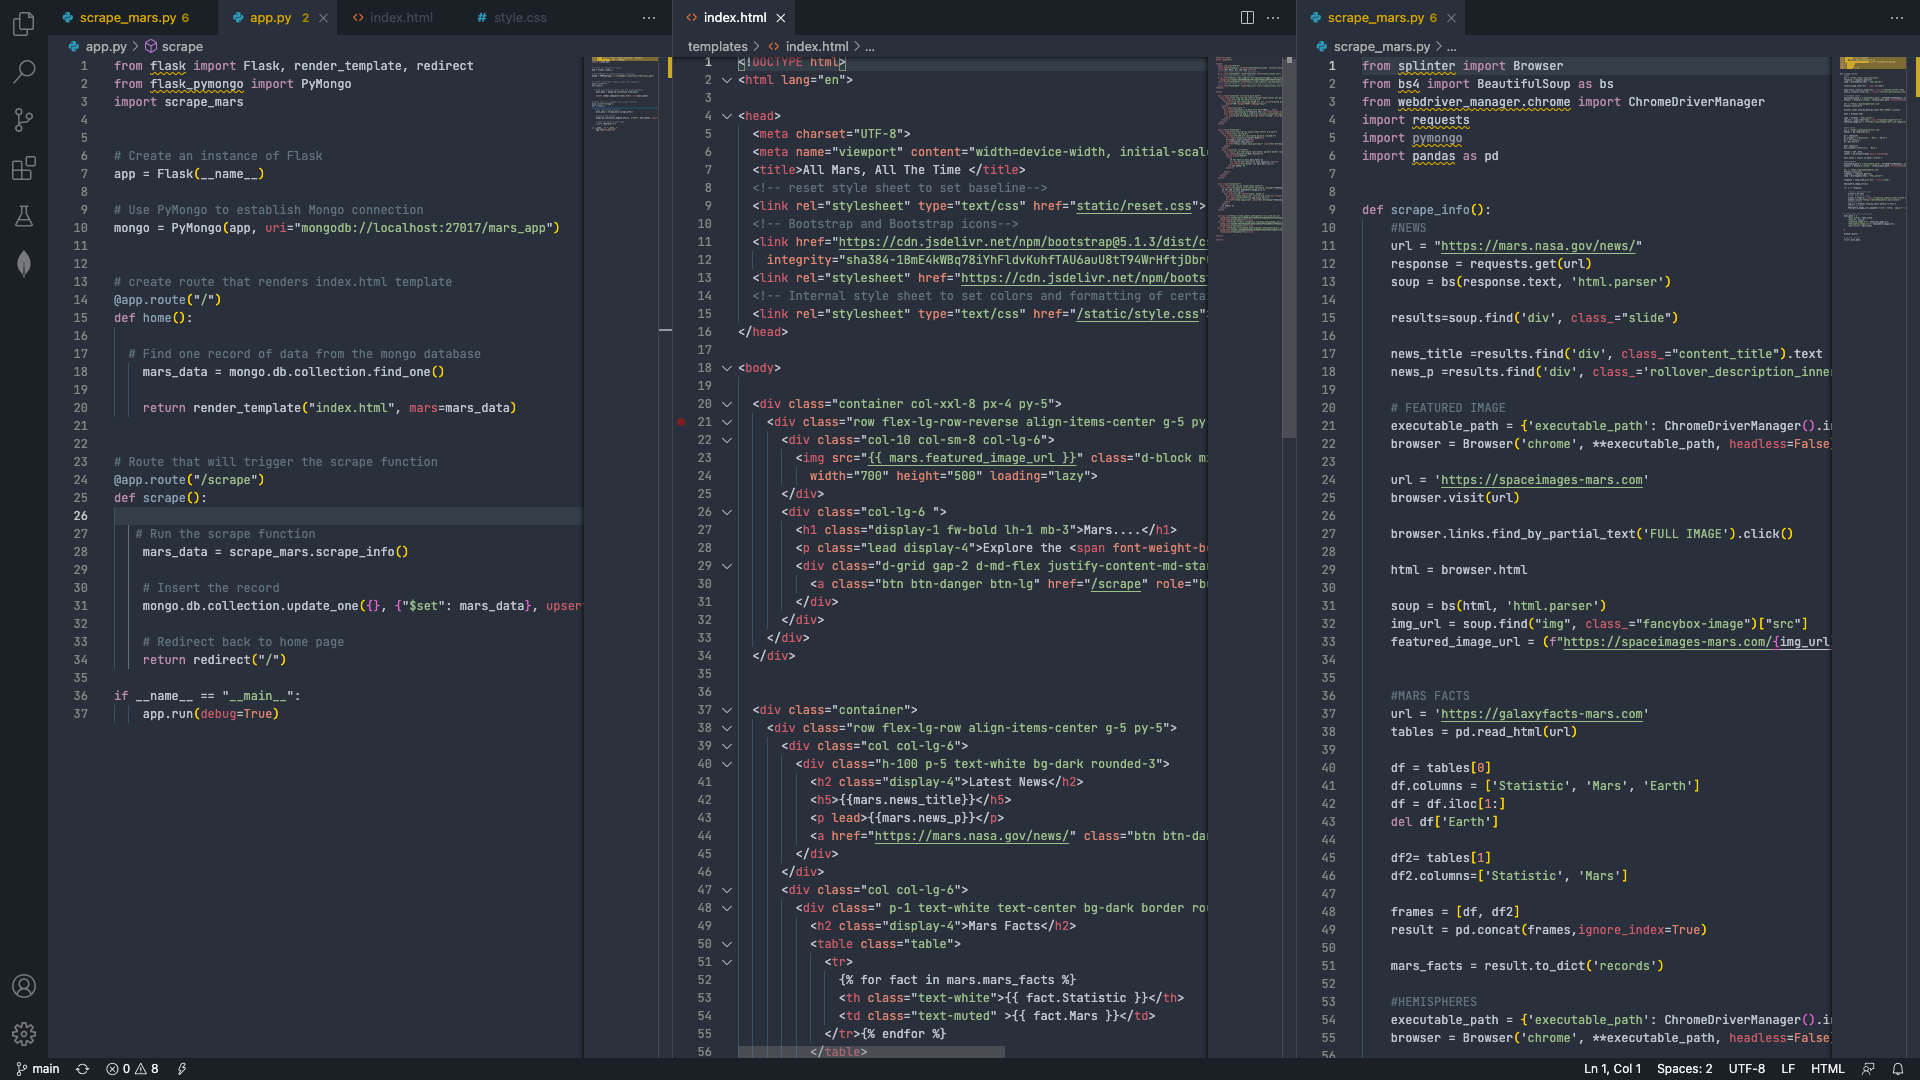 scrape_mars.py 6
app.py 2
index.html
style.css
app.py > scrape
1 from flask import Flask, render_template, redirect
2 from flask_pymongo import PyMongo
3 import scrape_mars
4
5
6 # Create an instance of Flask
7 app = Flask(__name__)
8
9 # Use PyMongo to establish Mongo connection
10 mongo = PyMongo(app, uri="mongodb://localhost:27017/mars_app")
11
12
13 # create route that renders index.html template
14 @app.route("/")
15 def home():
16
17 # Find one record of data from the mongo database
18 mars_data = mongo.db.collection.find_one()
19
20 return render_template("index.html", mars=mars_data)
21
22
23 # Route that will trigger the scrape function
24 @app.route("/scrape")
25 def scrape():
26
27 # Run the scrape function
28 mars_data = scrape_mars.scrape_info()
29
30 # Insert the record
31 mongo.db.collection.update_one({}, {"$set": mars_data}, upser
32
33 # Redirect back to home page
34 return redirect("/")
35
36 if __name__ == "__main__":
37 app.run(debug=True)
index.html
templates > index.html > ...
1 <!DOCTYPE html>
2 <html lang="en">
3
4 <head>
5 <meta charset="UTF-8">
6 <meta name="viewport" content="width=device-width, initial-scal
7 <title>All Mars, All The Time </title>
8 <!-- reset style sheet to set baseline-->
9 <link rel="stylesheet" type="text/css" href="static/reset.css">
10 <!-- Bootstrap and Bootstrap icons-->
11 <link href="https://cdn.jsdelivr.net/npm/bootstrap@5.1.3/dist/cs
12 integrity="sha384-1BmE4kWBq78iYhFldvKuhfTAU6auU8tT94WrHftjDbr
13 <link rel="stylesheet" href="https://cdn.jsdelivr.net/npm/boots
14 <!-- Internal style sheet to set colors and formatting of certa
15 <link rel="stylesheet" type="text/css" href="/static/style.css"
16 </head>
17
18 <body>
19
20 <div class="container col-xxl-8 px-4 py-5">
21 <div class="row flex-lg-row-reverse align-items-center g-5 py
22 <div class="col-10 col-sm-8 col-lg-6">
23 <img src="{{ mars.featured_image_url }}" class="d-block m
24 width="700" height="500" loading="lazy">
25 </div>
26 <div class="col-lg-6 ">
27 <h1 class="display-1 fw-bold lh-1 mb-3">Mars....</h1>
28 <p class="lead display-4">Explore the <span font-weight-b
29 <div class="d-grid gap-2 d-md-flex justify-content-md-sta
30 <a class="btn btn-danger btn-lg" href="/scrape" role="b
31 </div>
32 </div>
33 </div>
34 </div>
35
36
37 <div class="container">
38 <div class="row flex-lg-row align-items-center g-5 py-5">
39 <div class="col col-lg-6">
40 <div class="h-100 p-5 text-white bg-dark rounded-3">
41 <h2 class="display-4">Latest News</h2>
42 <h5>{{mars.news_title}}</h5>
43 <p lead>{{mars.news_p}}</p>
44 <a href="https://mars.nasa.gov/news/" class="btn btn-da
45 </div>
46 </div>
47 <div class="col col-lg-6">
48 <div class=" p-1 text-white text-center bg-dark border rou
49 <h2 class="display-4">Mars Facts</h2>
50 <table class="table">
51 <tr>
52 {% for fact in mars.mars_facts %}
53 <th class="text-white">{{ fact.Statistic }}</th>
54 <td class="text-muted" >{{ fact.Mars }}</td>
55 </tr>{% endfor %}
56 </table>
scrape_mars.py 6
scrape_mars.py > ...
1 from splinter import Browser
2 from bs4 import BeautifulSoup as bs
3 from webdriver_manager.chrome import ChromeDriverManager
4 import requests
5 import pymongo
6 import pandas as pd
7
8
9 def scrape_info():
10 #NEWS
11 url = "https://mars.nasa.gov/news/"
12 response = requests.get(url)
13 soup = bs(response.text, 'html.parser')
14
15 results=soup.find('div', class_="slide")
16
17 news_title =results.find('div', class_="content_title").text
18 news_p =results.find('div', class_='rollover_description_inner
19
20 # FEATURED IMAGE
21 executable_path = {'executable_path': ChromeDriverManager().in
22 browser = Browser('chrome', **executable_path, headless=False
23
24 url = 'https://spaceimages-mars.com'
25 browser.visit(url)
26
27 browser.links.find_by_partial_text('FULL IMAGE').click()
28
29 html = browser.html
30
31 soup = bs(html, 'html.parser')
32 img_url = soup.find("img", class_="fancybox-image")["src"]
33 featured_image_url = (f"https://spaceimages-mars.com/{img_url
34
35
36 #MARS FACTS
37 url = 'https://galaxyfacts-mars.com'
38 tables = pd.read_html(url)
39
40 df = tables[0]
41 df.columns = ['Statistic', 'Mars', 'Earth']
42 df = df.iloc[1:]
43 del df['Earth']
44
45 df2= tables[1]
46 df2.columns=['Statistic', 'Mars']
47
48 frames = [df, df2]
49 result = pd.concat(frames,ignore_index=True)
50
51 mars_facts = result.to_dict('records')
52
53 #HEMISPHERES
54 executable_path = {'executable_path': ChromeDriverManager().in
55 browser = Browser('chrome', **executable_path, headless=False
56
main 0 8
Ln 1, Col 1 Spaces: 2 UTF-8 LF HTML